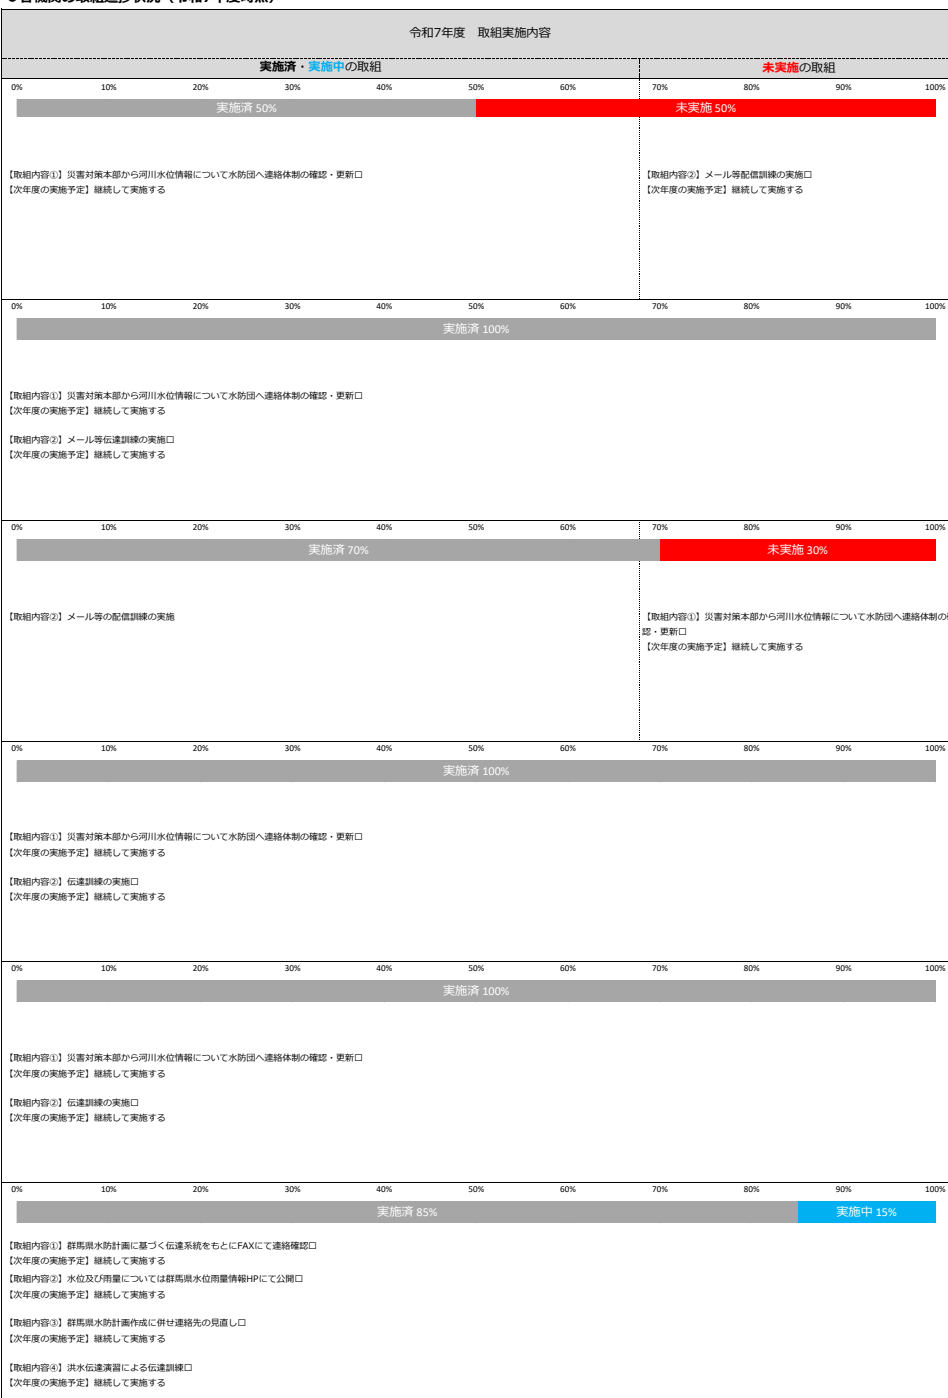 ●各機関の取組進捗状況（令和7年度時点）
令和7年度　取組実施内容
実施済・実施中の取組
未実施の取組
0% 10% 20% 30% 40% 50% 60% 70% 80% 90% 100%
実施済 50% 未実施 50%
【取組内容①】災害対策本部から河川水位情報について水防団へ連絡体制の確認・更新口
【次年度の実施予定】継続して実施する
【取組内容②】メール等配信訓練の実施口
【次年度の実施予定】継続して実施する
0% 10% 20% 30% 40% 50% 60% 70% 80% 90% 100%
実施済 100%
【取組内容①】災害対策本部から河川水位情報について水防団へ連絡体制の確認・更新口
【次年度の実施予定】継続して実施する
【取組内容②】メール等伝達訓練の実施口
【次年度の実施予定】継続して実施する
0% 10% 20% 30% 40% 50% 60% 70% 80% 90% 100%
実施済 70% 未実施 30%
【取組内容②】メール等の配信訓練の実施
【取組内容①】災害対策本部から河川水位情報について水防団へ連絡体制の
認・更新口
【次年度の実施予定】継続して実施する
0% 10% 20% 30% 40% 50% 60% 70% 80% 90% 100%
実施済 100%
【取組内容①】災害対策本部から河川水位情報について水防団へ連絡体制の確認・更新口
【次年度の実施予定】継続して実施する
【取組内容②】伝達訓練の実施口
【次年度の実施予定】継続して実施する
0% 10% 20% 30% 40% 50% 60% 70% 80% 90% 100%
実施済 100%
【取組内容①】災害対策本部から河川水位情報について水防団へ連絡体制の確認・更新口
【次年度の実施予定】継続して実施する
【取組内容②】伝達訓練の実施口
【次年度の実施予定】継続して実施する
0% 10% 20% 30% 40% 50% 60% 70% 80% 90% 100%
実施済 85% 実施中 15%
【取組内容①】群馬県水防計画に基づく伝達系統をもとにFAXにて連絡確認口
【次年度の実施予定】継続して実施する
【取組内容②】水位及び雨量については群馬県水位雨量情報HPにて公開口
【次年度の実施予定】継続して実施する
【取組内容③】群馬県水防計画作成に併せ連絡先の見直し口
【次年度の実施予定】継続して実施する
【取組内容④】洪水伝達演習による伝達訓練口
【次年度の実施予定】継続して実施する